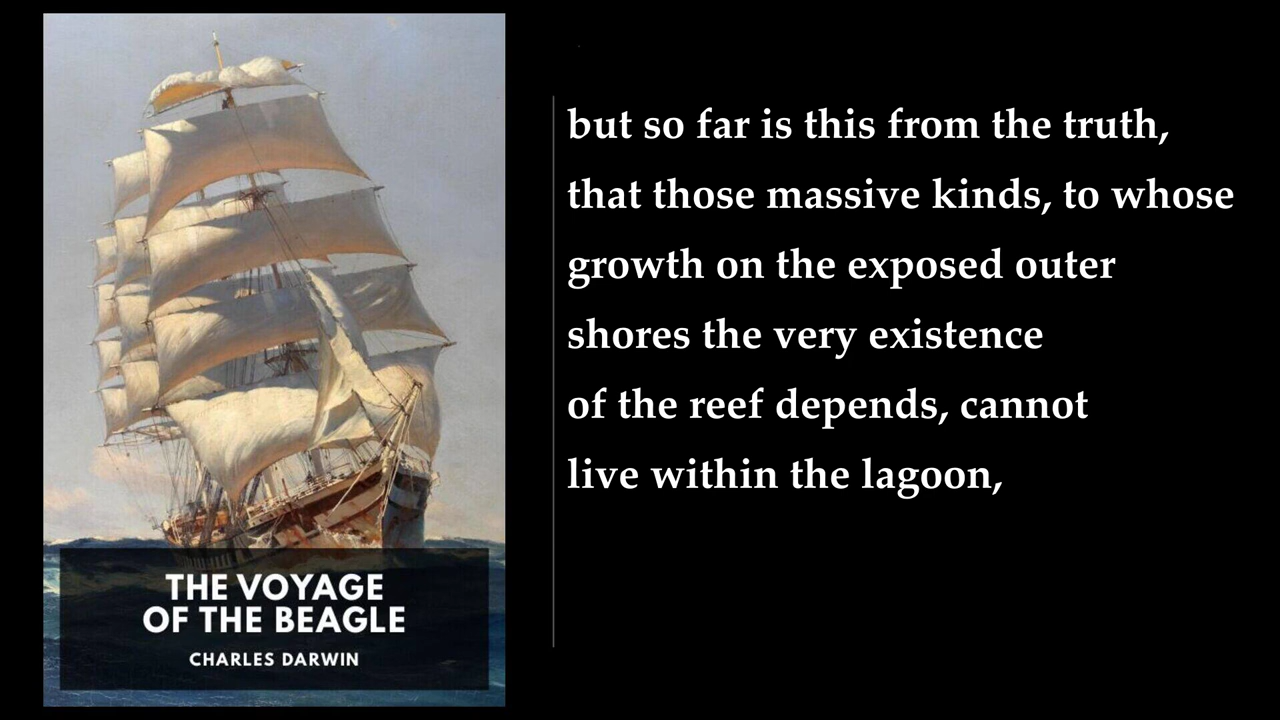 but so far is this from the truth,
that those massive kinds, to whose
growth on the exposed outer
shores the very existence
of the reef depends, cannot
live within the lagoon,
THE VOYAGE
OF THE BEAGLE
CHARLES DARWIN